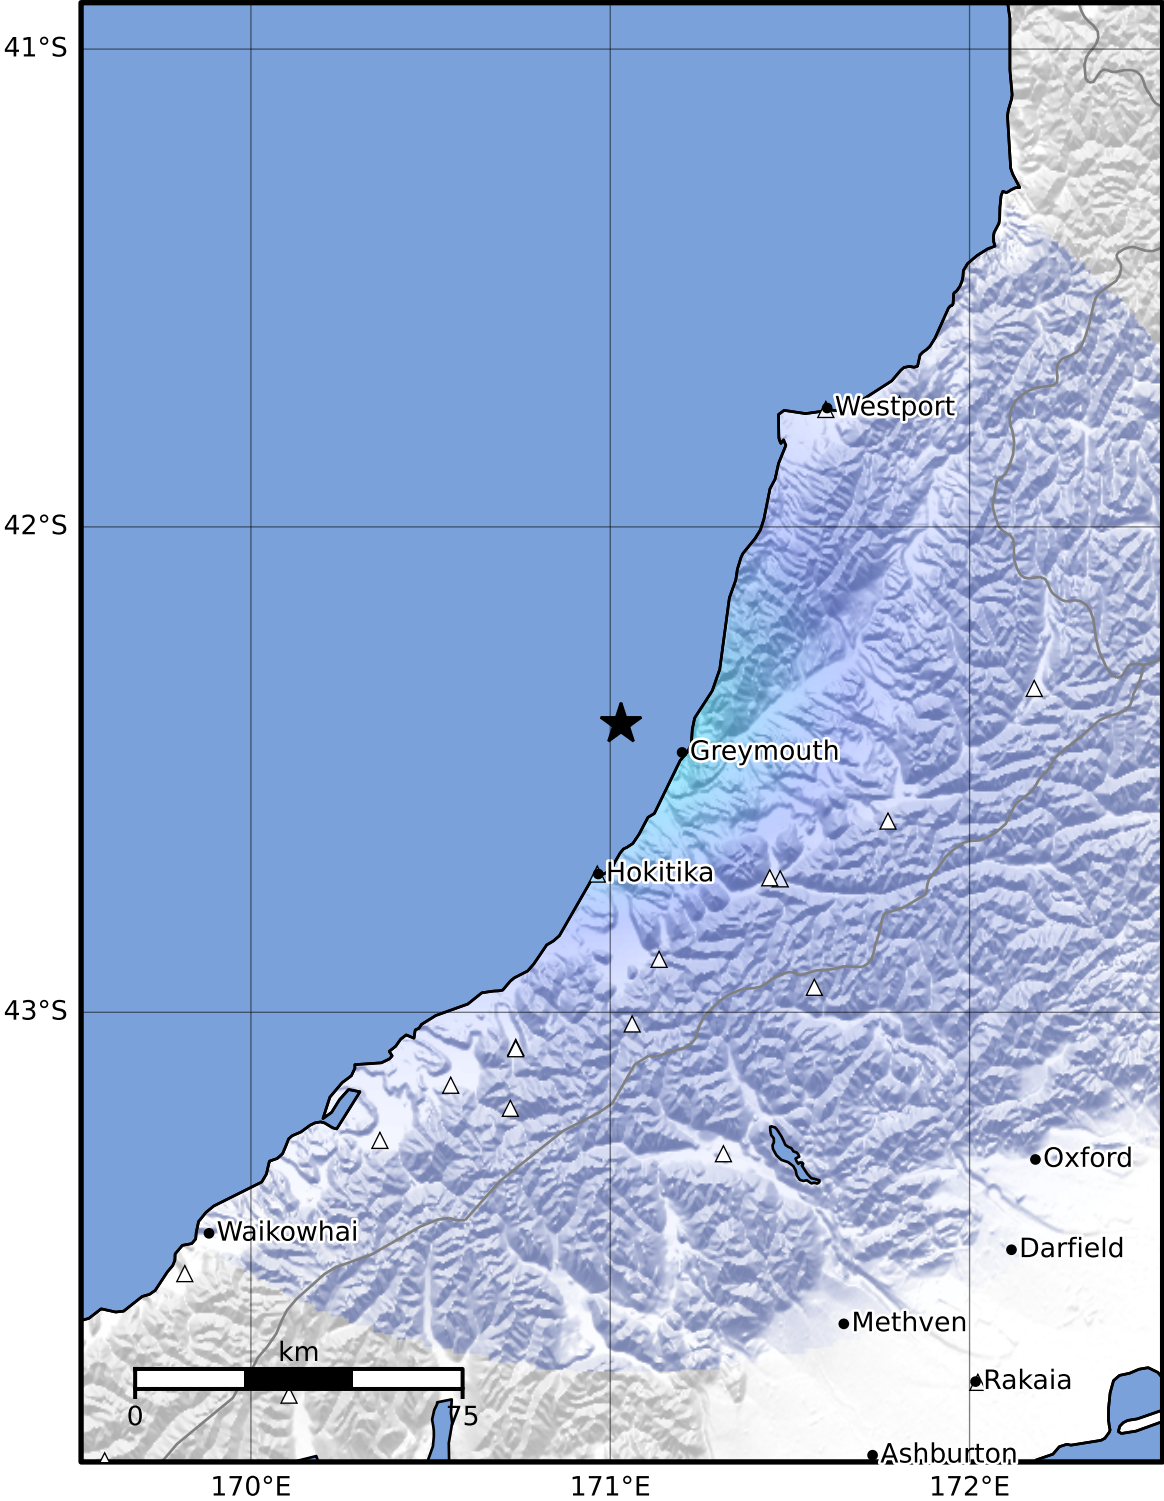 41°S
Westport
42°S
Greymouth
Hokitika
43°S
Oxford
Waikowhai
Darfield
Methven
km
Rakaia
0
75
Ashburton
170°E
171°E
172°E